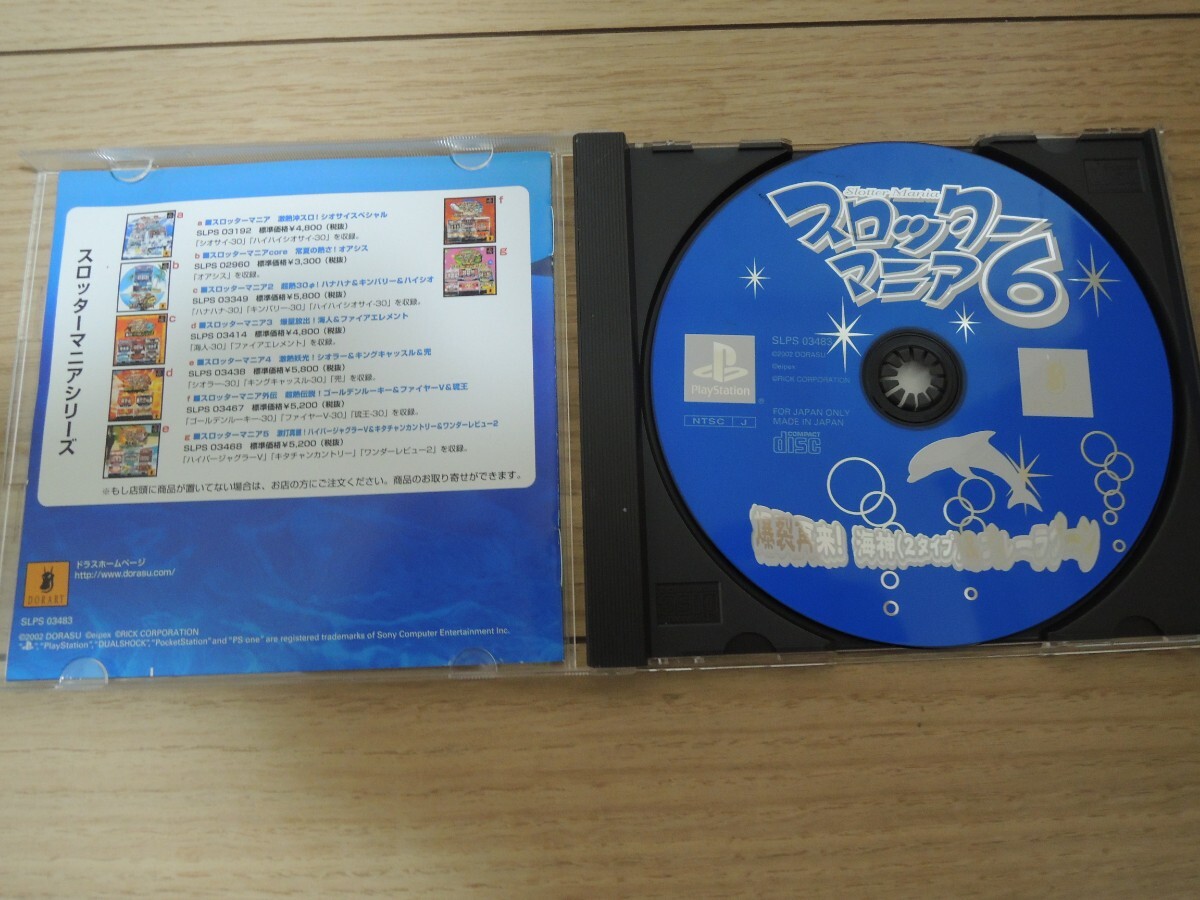 スロッターマニアシリーズ
a
b
c
d
e
f
g
a ■スロッターマニア 激熱沖スロ!シオサイスペシャル
SLPS 03192 標準価格¥4,800(税抜)
「シオサイ-30」「ハイハイシオサイ-30」を収録。
b ■スロッターマニアcore 常夏の熱さ!オアシス
SLPS 02960 標準価格¥3,300(税抜)
「オアシス」を収録。
c ■スロッターマニア2 超熱30φ!ハナハナ&キンバリー&ハイシオ
SLPS 03349 標準価格¥5,800(税抜)
「ハナハナ-30」「キンバリー-30」「ハイハイシオサイ-30」を収録。
d ■スロッターマニア3 爆裂放出!海人&ファイアエレメント
SLPS 03414 標準価格¥4,800(税抜)
「海人-30」「ファイアエレメント」を収録。
e ■スロッターマニア4 激熱妖光!シオラー&キングキャッスル&兜
SLPS 03438 標準価格¥5,800(税抜)
「シオラー-30」「キングキャッスル-30」「兜」を収録。
f ■スロッターマニア外伝 超熱伝説!ゴールデンルーキー&ファイヤーV&琉王
SLPS 03467 標準価格¥5,200(税抜)
「ゴールデンルーキー-30」「ファイヤーV-30」「琉王-30」を収録。
g ■スロッターマニア5 激打真髄!ハイパージャグラーV&キタチャンカントリー&ワンダーレビュー2
SLPS 03468 標準価格¥5,200(税抜)
「ハイパージャグラーV」「キタチャンカントリー」「ワンダーレビュー2」を収録。
※もし店頭に商品が置いてない場合は、お店の方にご注文ください。商品のお取り寄せができます。
DORART
ドラスホームページ
http://www.dorasu.com/
SLPS 03483
©2002 DORASU ©eipex ©RICK CORPORATION
"PlayStation", "DUALSHOCK", "PocketStation" and "PS one" are registered trademarks of Sony Computer Entertainment Inc.
Slotter Mania
スロッター
マニア6
SLPS 03483
©2002 DORASU
©eipex
©RICK CORPORATION
PlayStation
NTSC J
FOR JAPAN ONLY
MADE IN JAPAN
COMPACT disc
爆裂再来! 海神(2タイプ)